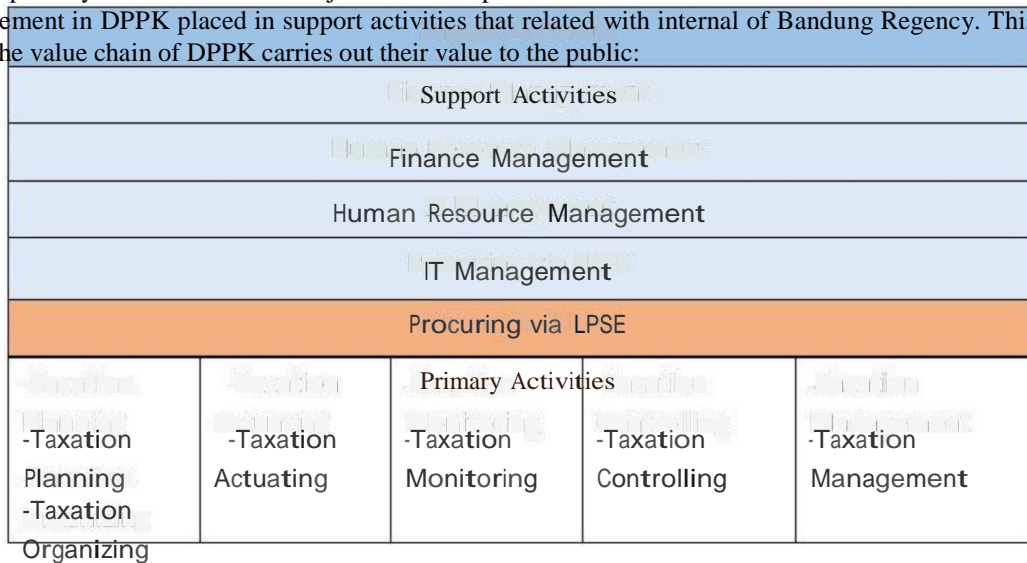 ement in DPPK placed in support activities that related with internal of Bandung Regency. Thi
he value chain of DPPK carries out their value to the public:
Support Activities
Finance Management
Human Resource Management
IT Management
Procuring via LPSE
Primary Activities
-Taxation
Planning
-Taxation
Organizing
-Taxation
Actuating
-Taxation
Monitoring
-Taxation
Controlling
-Taxation
Management